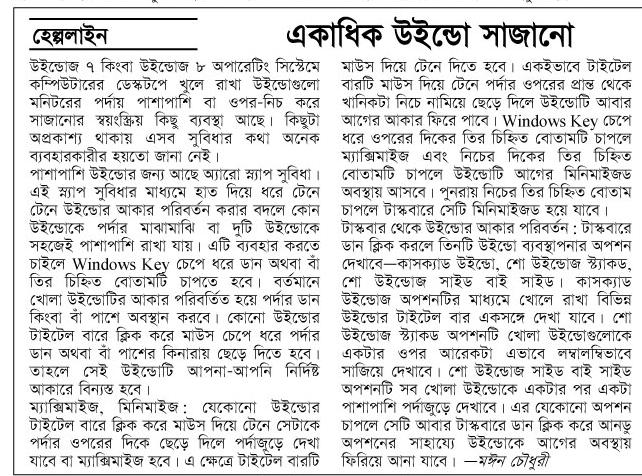 হেল্পলাইন
একাধিক উইন্ডো সাজানো
উইন্ডোজ ৭ কিংবা উইন্ডোজ ৮ অপারেটিং সিস্টেমে
কম্পিউটারের ডেস্কটপে খুলে রাখা উইন্ডোগুলো
মনিটরের পর্দায় পাশাপাশি বা ওপর-নিচ করে
সাজানোর স্বয়ংক্রিয় কিছু ব্যবস্থা আছে। কিছুটা
অপ্রকাশ্য থাকায় এসব সুবিধার কথা অনেক
ব্যবহারকারীর হয়তো জানা নেই।
পাশাপাশি উইন্ডোর জন্য আছে অ্যারো স্ন্যাপ সুবিধা।
এই স্ন্যাপ সুবিধার মাধ্যমে হাত দিয়ে ধরে টেনে
টেনে উইন্ডোর আকার পরিবর্তন করার বদলে কোন
উইন্ডোকে পর্দার মাঝামাঝি বা দুটি উইন্ডোকে
সহজেই পাশাপাশি রাখা যায়। এটি ব্যবহার করতে
চাইলে Windows Key চেপে ধরে ডান অথবা বাঁ
তির চিহ্নিত বোতামটি চাপতে হবে। বর্তমানে
খোলা উইন্ডোটির আকার পরিবর্তিত হয়ে পর্দার ডান
কিংবা বাঁ পাশে অবস্থান করবে। কোনো উইন্ডোর
টাইটেল বারে ক্লিক করে মাউস চেপে ধরে পর্দার
ডান অথবা বাঁ পাশের কিনারায় ছেড়ে দিতে হবে।
তাহলে সেই উইন্ডোটি আপনা-আপনি নির্দিষ্ট
আকারে বিন্যস্ত হবে।
ম্যাক্সিমাইজ, মিনিমাইজ: যেকোনো উইন্ডোর
টাইটেল বারে ক্লিক করে মাউস দিয়ে টেনে সেটাকে
পর্দার ওপরের দিকে ছেড়ে দিলে পর্দাজুড়ে দেখা
যাবে বা ম্যাক্সিমাইজ হবে। এ ক্ষেত্রে টাইটেল বারটি
মাউস দিয়ে টেনে দিতে হবে। একইভাবে টাইটেল
বারটি মাউস দিয়ে টেনে পর্দার ওপরের প্রান্ত থেকে
খানিকটা নিচে নামিয়ে ছেড়ে দিলে উইন্ডোটি আবার
আগের আকার ফিরে পাবে। Windows Key চেপে
ধরে ওপরের দিকের তির চিহ্নিত বোতামটি চাপলে
ম্যাক্সিমাইজ এবং নিচের দিকের তির চিহ্নিত
বোতামটি চাপলে উইন্ডোটি আগের মিনিমাইজড
অবস্থায় আসবে। পুনরায় নিচের তির চিহ্নিত বোতাম
চাপলে টাস্কবারে সেটি মিনিমাইজড হয়ে যাবে।
টাস্কবার থেকে উইন্ডোর আকার পরিবর্তন: টাস্কবারে
ডান ক্লিক করলে তিনটি উইন্ডো ব্যবস্থাপনার অপশন
দেখাবে—কাসক্যাড উইন্ডো, শো উইন্ডোজ স্ট্যাকড,
শো উইন্ডোজ সাইড বাই সাইড। কাসক্যাড
উইন্ডোজ অপশনটির মাধ্যমে খোলে রাখা বিভিন্ন
উইন্ডোর টাইটেল বার একসঙ্গে দেখা যাবে। শো
উইন্ডোজ স্ট্যাকড অপশনটি খোলা উইন্ডোগুলোকে
একটার ওপর আরেকটা এভাবে লম্বালম্বিভাবে
সাজিয়ে দেখাবে। শো উইন্ডোজ সাইড বাই সাইড
অপশনটি সব খোলা উইন্ডোকে একটার পর একটা
পাশাপাশি পর্দাজুড়ে দেখাবে। এর যেকোনো অপশন
চাপলে সেটি আবার টাস্কবারে ডান ক্লিক করে আনডু
অপশনের সাহায্যে উইন্ডোকে আগের অবস্থায়
ফিরিয়ে আনা যাবে। —মঈন চৌধুরী